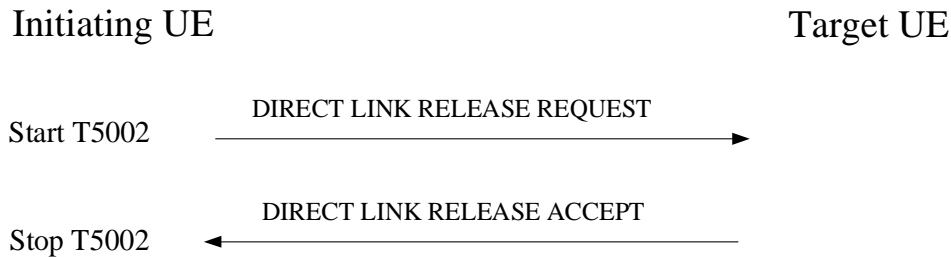 Initiating UE
Target UE
DIRECT LINK RELEASE REQUEST
Start T5002
DIRECT LINK RELEASE ACCEPT
Stop T5002